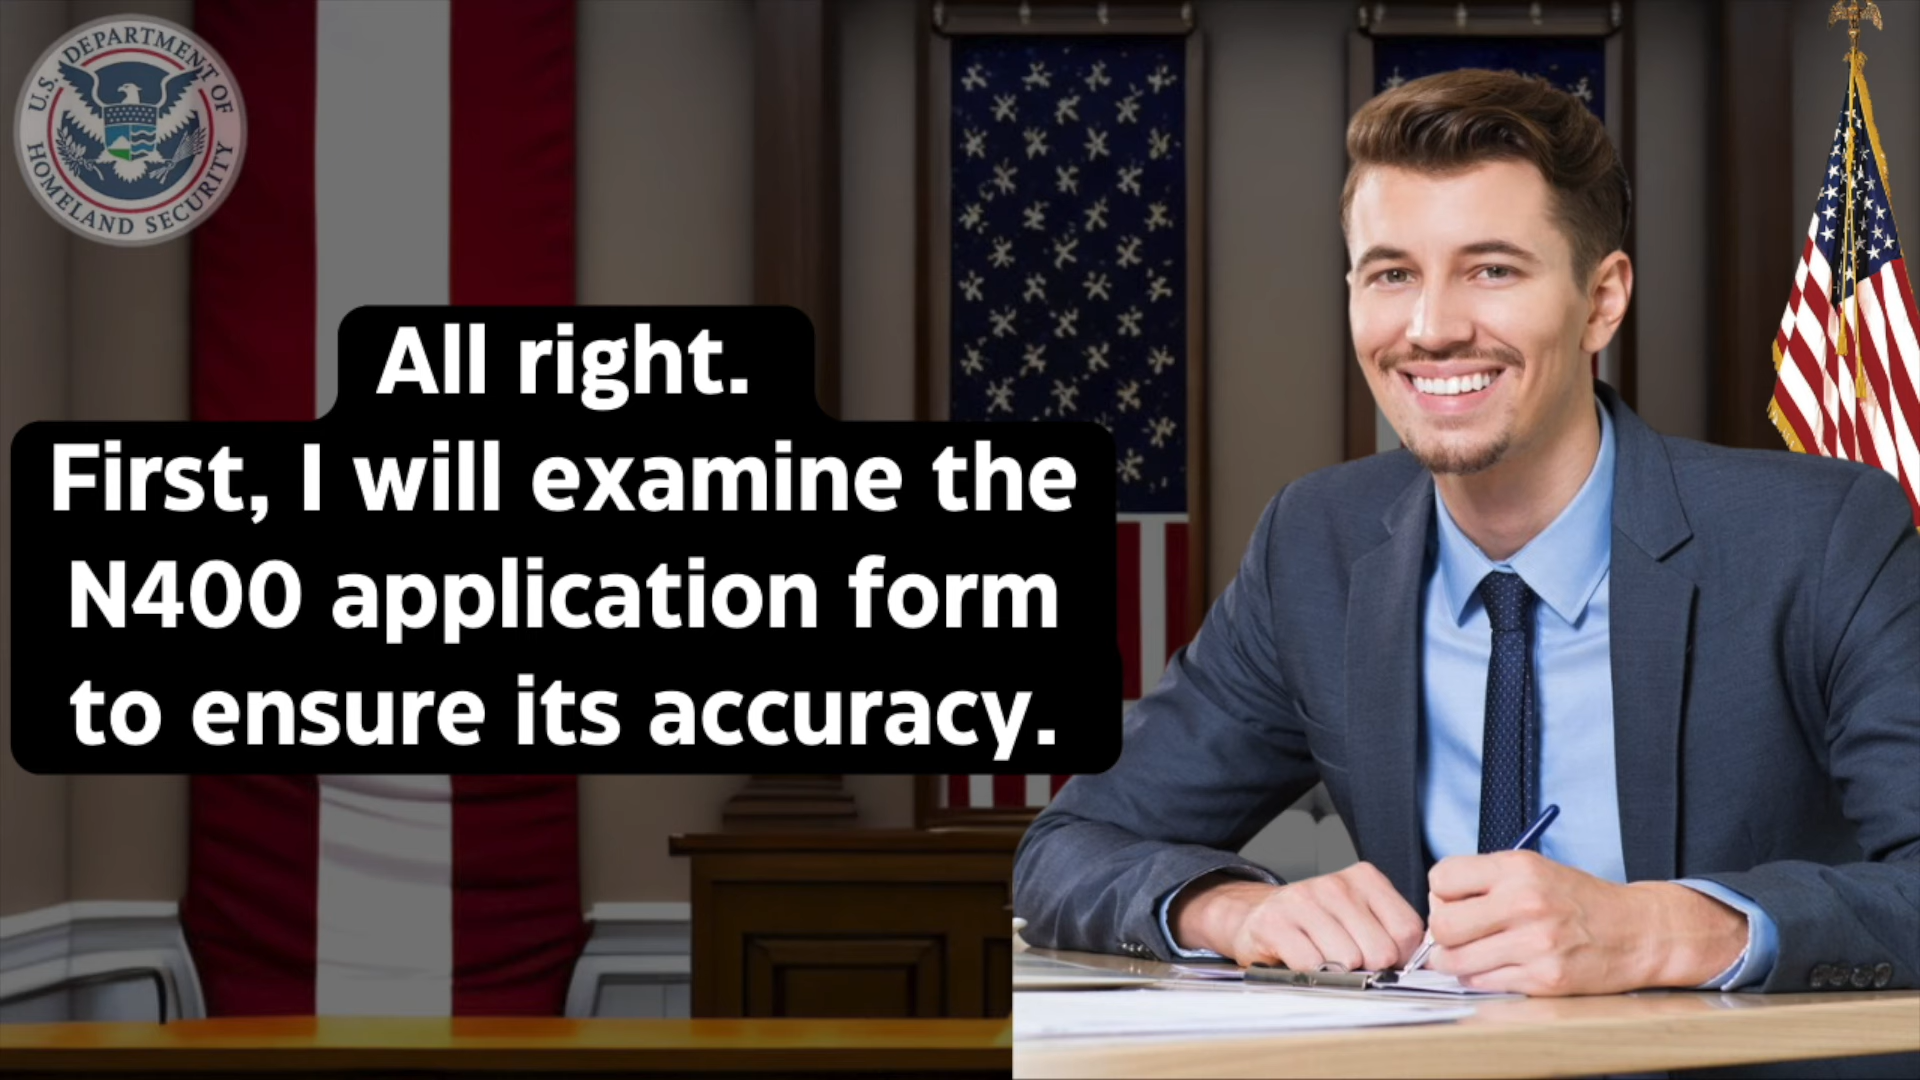 U.S. DEPARTMENT OF
HOMELAND SECURITY
All right.
First, I will examine the
N400 application form
to ensure its accuracy.